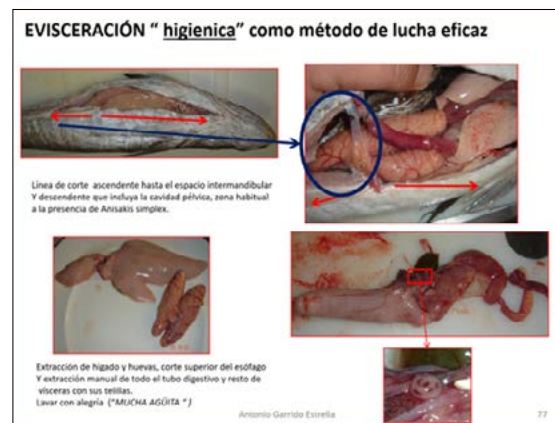 EVISCERACIÓN “ higienica” como método de lucha eficaz
Línea de corte ascendente hasta el espacio intermandibular
Y descendente que incluya la cavidad pélvica, zona habitual
a la presencia de Anisakis simplex.
Extracción de higado y huevas, corte superior del esófago
Y extracción manual de todo el tubo digestivo y resto de
vísceras con sus telillas.
Lavar con alegría (“MUCHA AGÜITA “ )
Antonio Garrido Estrella
77